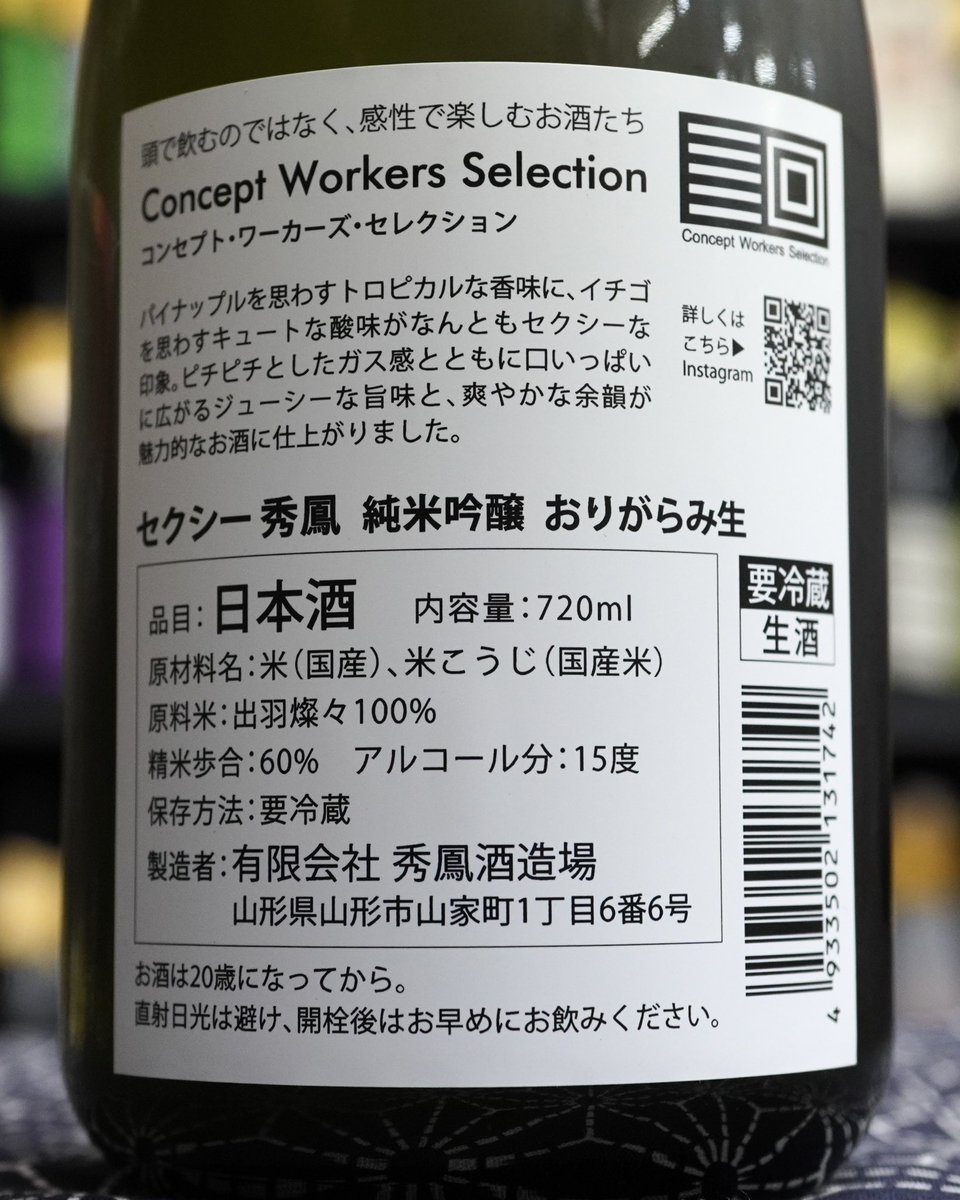 頭で飲むのではなく、感性で楽しむお酒たち
Concept Workers Selection
コンセプト・ワーカーズ・セレクション
Concept Workers Selection
パイナップルを思わすトロピカルな香味に、イチゴ
を思わすキュートな酸味がなんともセクシーな
印象。ピチピチとしたガス感とともに口いっぱい
に広がるジューシーな旨味と、爽やかな余韻が
魅力的なお酒に仕上がりました。
詳しくは
こちら▶
Instagram
セクシー 秀鳳 純米吟醸 おりがらみ生
品目：日本酒 内容量：720ml
原材料名：米（国産）、米こうじ（国産米）
原料米：出羽燦々100%
精米歩合：60% アルコール分：15度
保存方法：要冷蔵
製造者：有限会社 秀鳳酒造場
山形県山形市山家町1丁目6番6号
要冷蔵
生酒
4 933502 131742
お酒は20歳になってから。
直射日光は避け、開栓後はお早めにお飲みください。